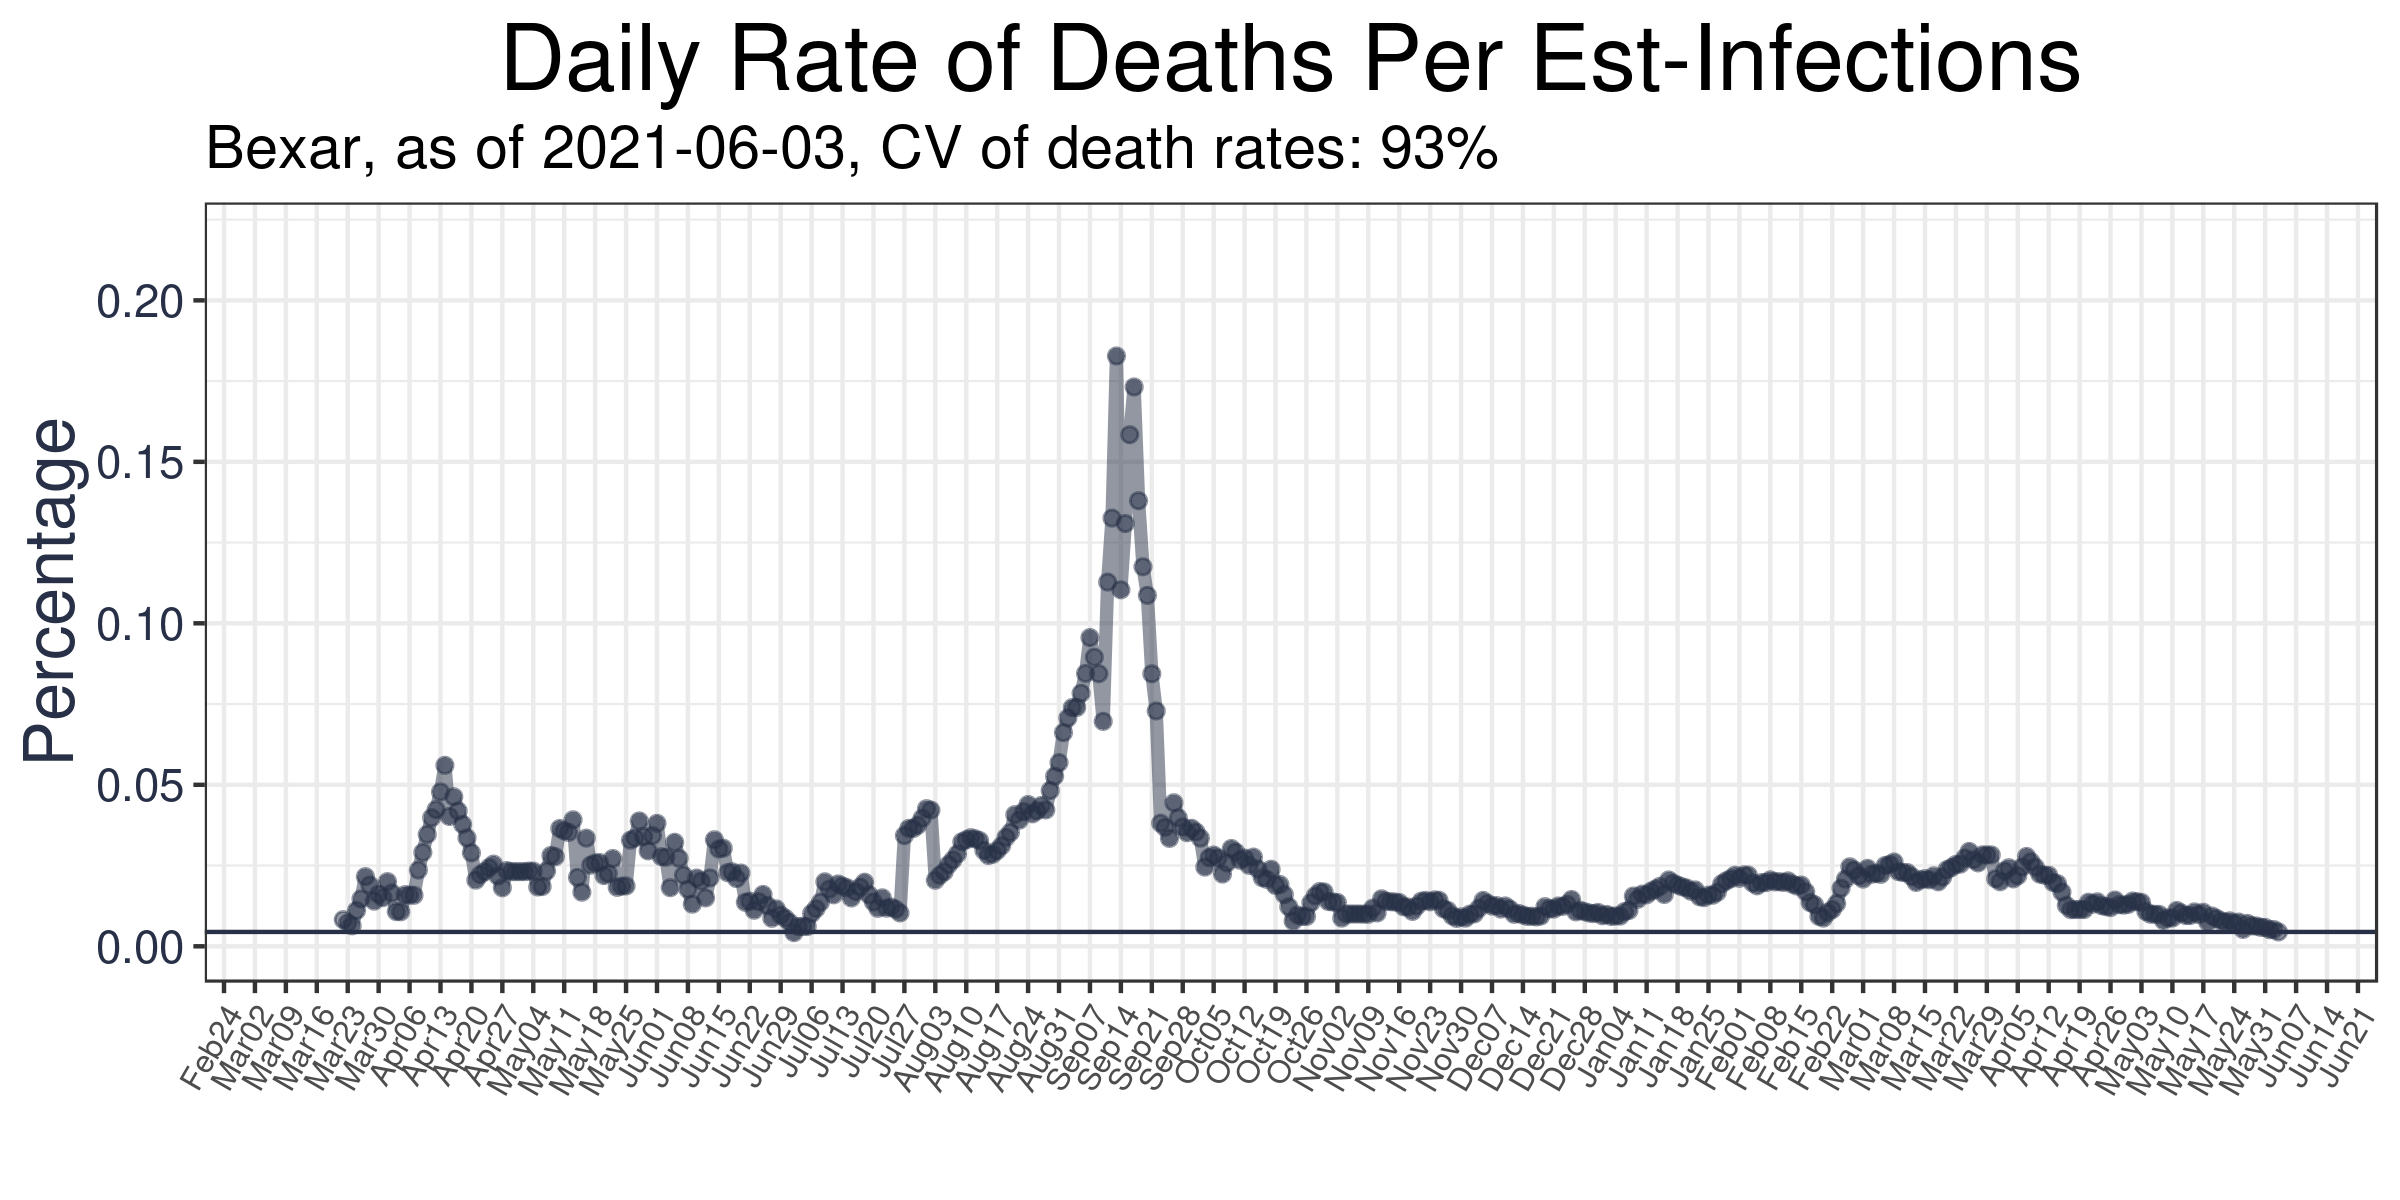 Daily Rate of Deaths Per Est-Infections
Bexar, as of 2021-06-03, CV of death rates: 93%
Percentage
0.20
0.15
0.10
0.05
0.00
Feb24
Mar02
Mar09
Mar16
Mar23
Mar30
Apr06
Apr13
Apr20
Apr27
May04
May11
May18
May25
Jun01
Jun08
Jun15
Jun22
Jun29
Jul06
Jul13
Jul20
Jul27
Aug03
Aug10
Aug17
Aug24
Aug31
Sep07
Sep14
Sep21
Sep28
Oct05
Oct12
Oct19
Oct26
Nov02
Nov09
Nov16
Nov23
Nov30
Dec07
Dec14
Dec21
Dec28
Jan04
Jan11
Jan18
Jan25
Feb01
Feb08
Feb15
Feb22
Mar01
Mar08
Mar15
Mar22
Mar29
Apr05
Apr12
Apr19
Apr26
May03
May10
May17
May24
May31
Jun07
Jun14
Jun21